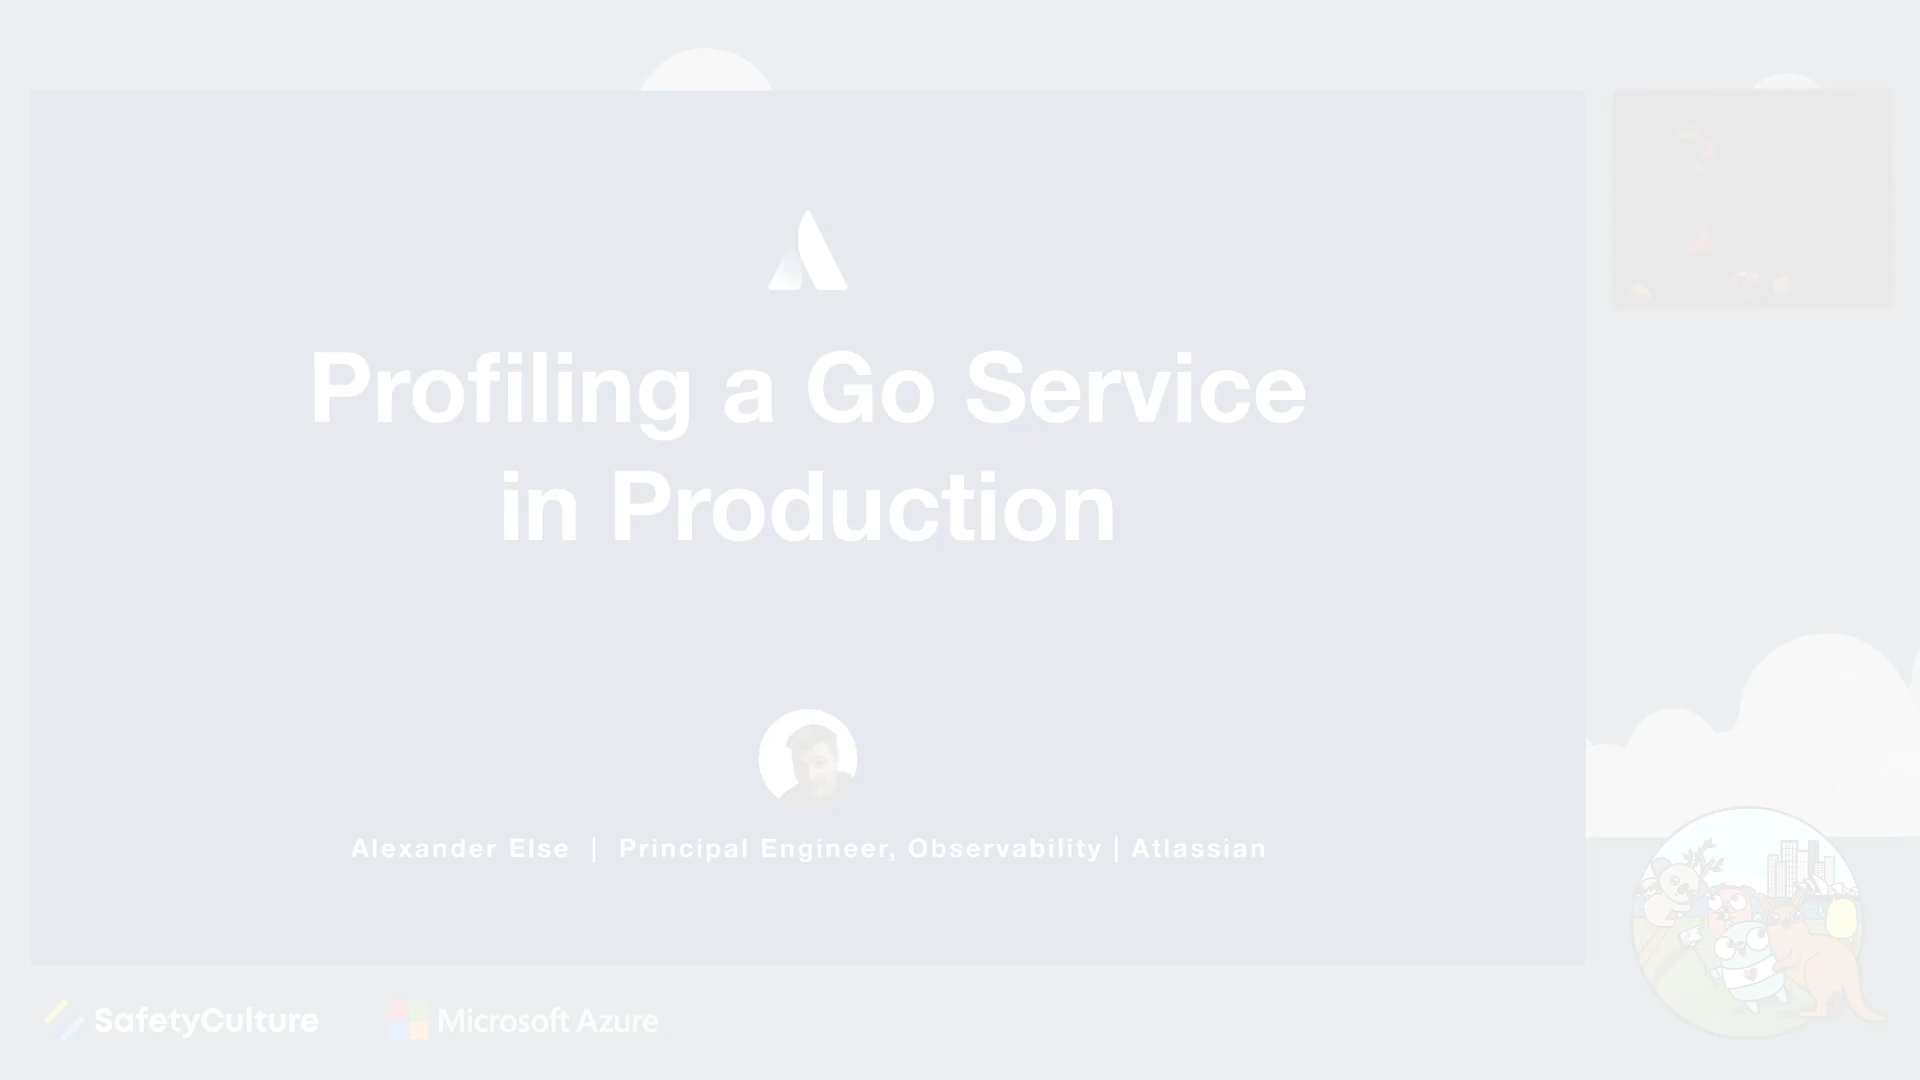 Profiling a Go Service
in Production
Alexander Else | Principal Engineer, Observability | Atlassian
SafetyCulture
Microsoft Azure